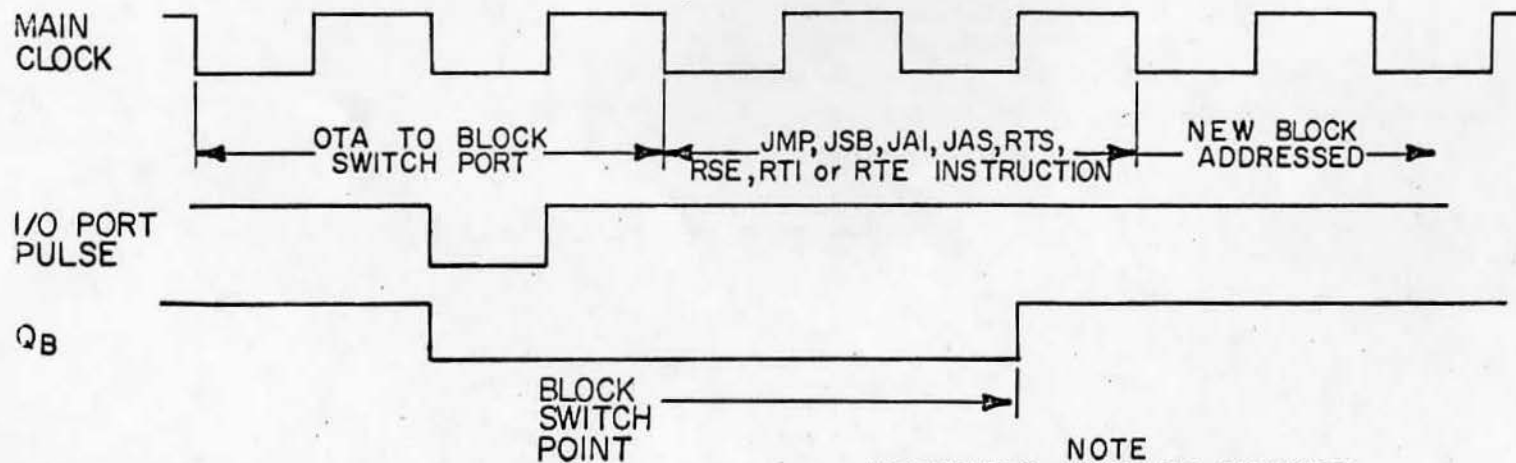 MAIN
CLOCK
OTA TO BLOCK
SWITCH PORT
JMP, JSB, JAI, JAS, RTS,
RSE, RTI or RTE INSTRUCTION
NEW BLOCK
ADDRESSED
I/O PORT
PULSE
QB
BLOCK
SWITCH
POINT
NOTE